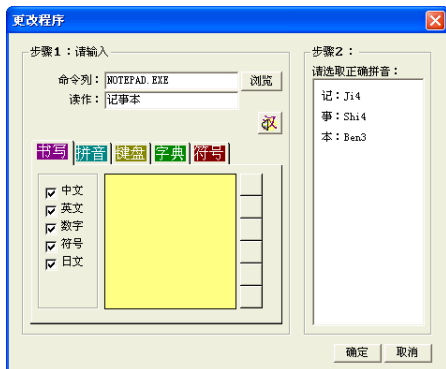 更改程序
步骤1：请输入
命令列：NOTEPAD.EXE 浏览
读作：记事本
汉
书写 拼音 键盘 字典 符号
中文
英文
数字
符号
日文
步骤2：
请选取正确拼音：
记：Ji4
事：Shi4
本：Ben3
确定 取消